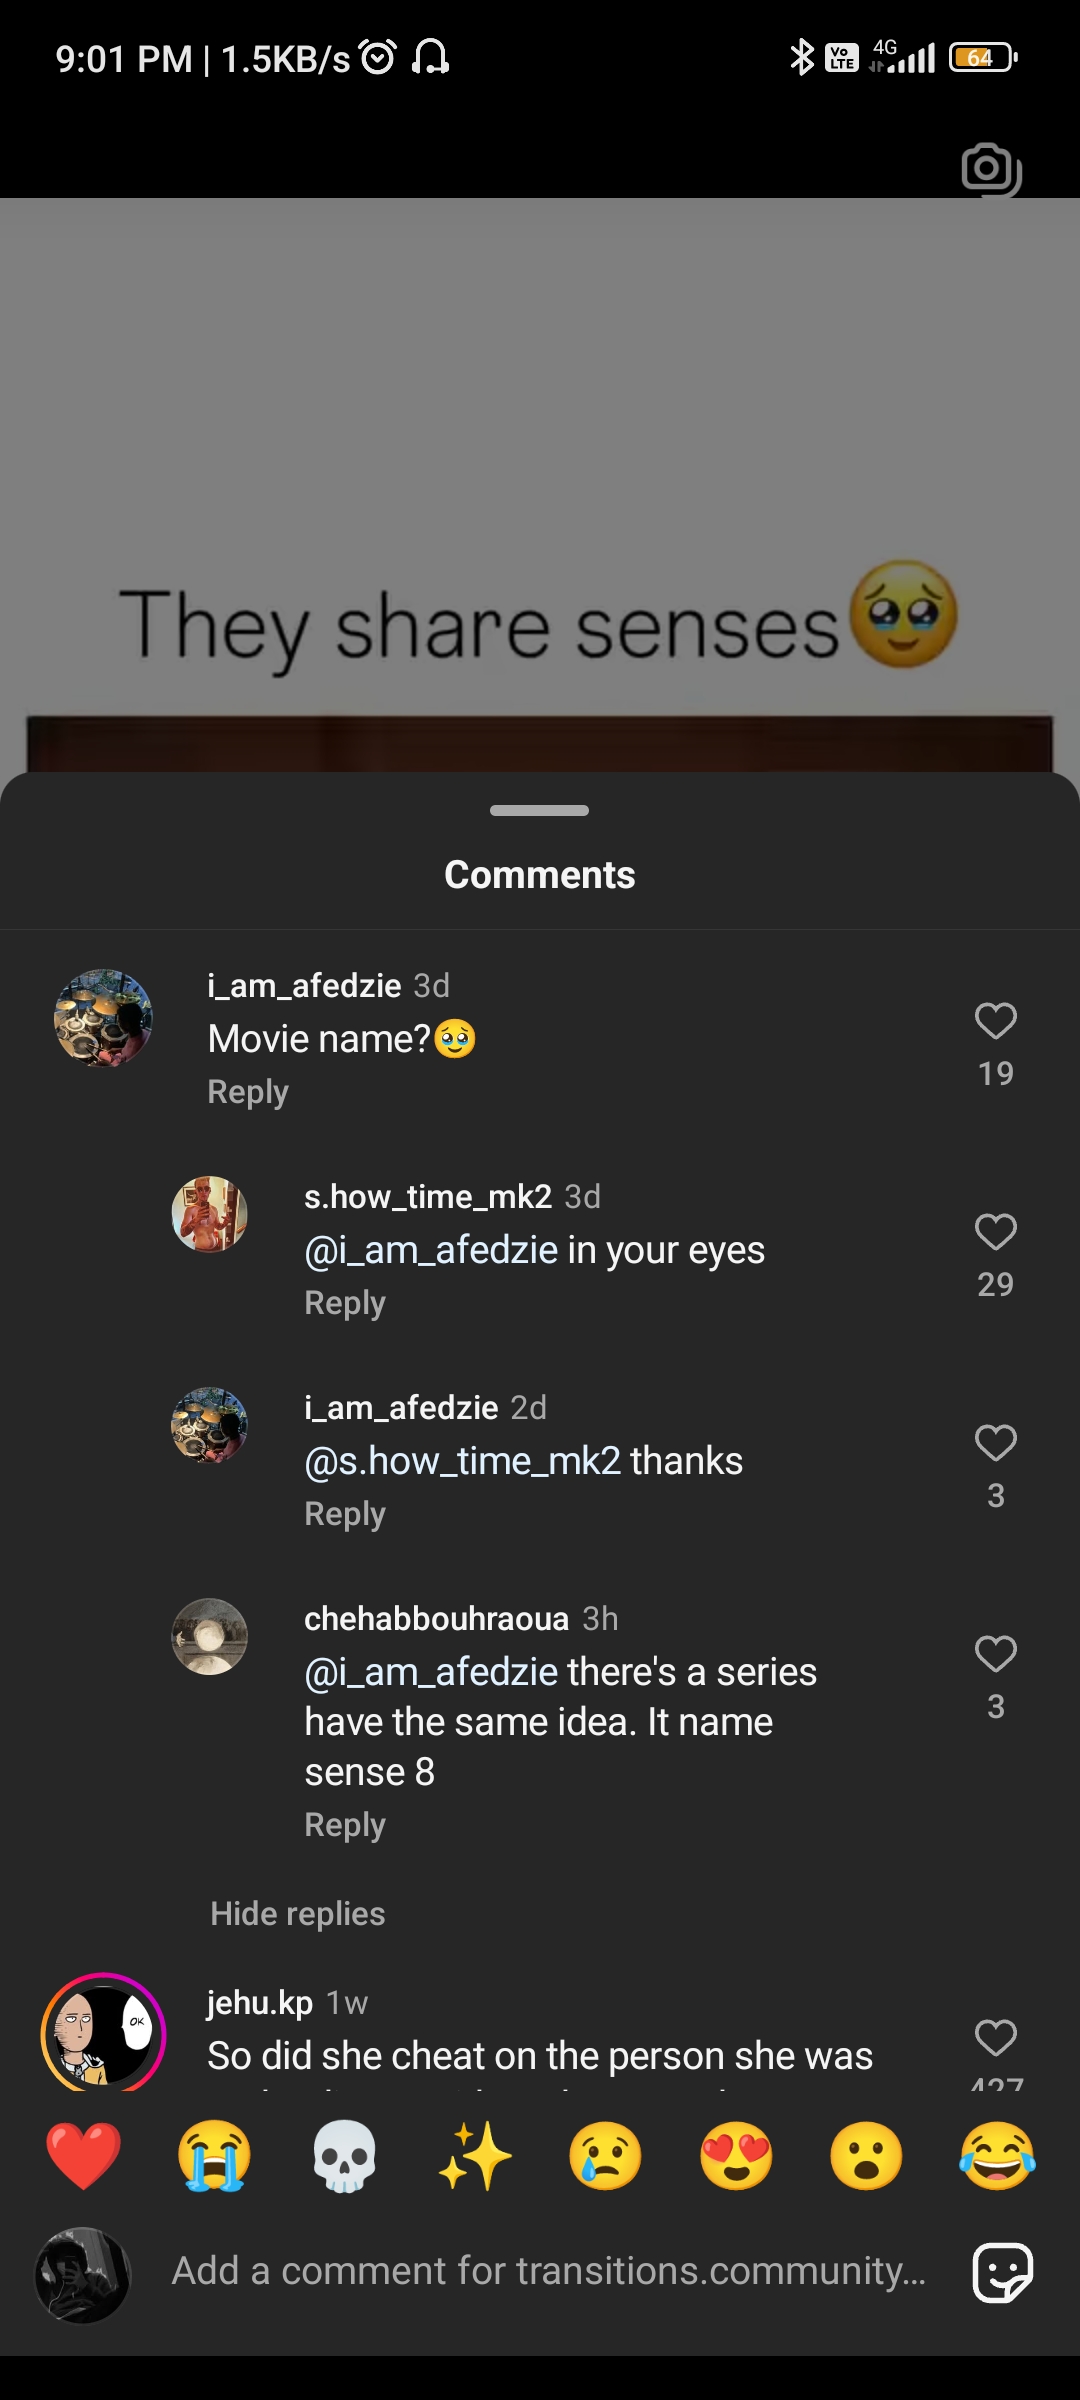 9:01 PM | 1.5KB/s
Vo LTE 4G 64
They share senses🥹
Comments
i_am_afedzie 3d
Movie name?🥹
19
Reply
s.how_time_mk2 3d
@i_am_afedzie in your eyes
29
Reply
i_am_afedzie 2d
@s.how_time_mk2 thanks
3
Reply
chehabbouhraoua 3h
@i_am_afedzie there's a series
have the same idea. It name
3
sense 8
Reply
Hide replies
OK
jehu.kp 1w
So did she cheat on the person she was
427
❤️ 😭 💀 ✨ 😢 😍 😮 😂
Add a comment for transitions.community...